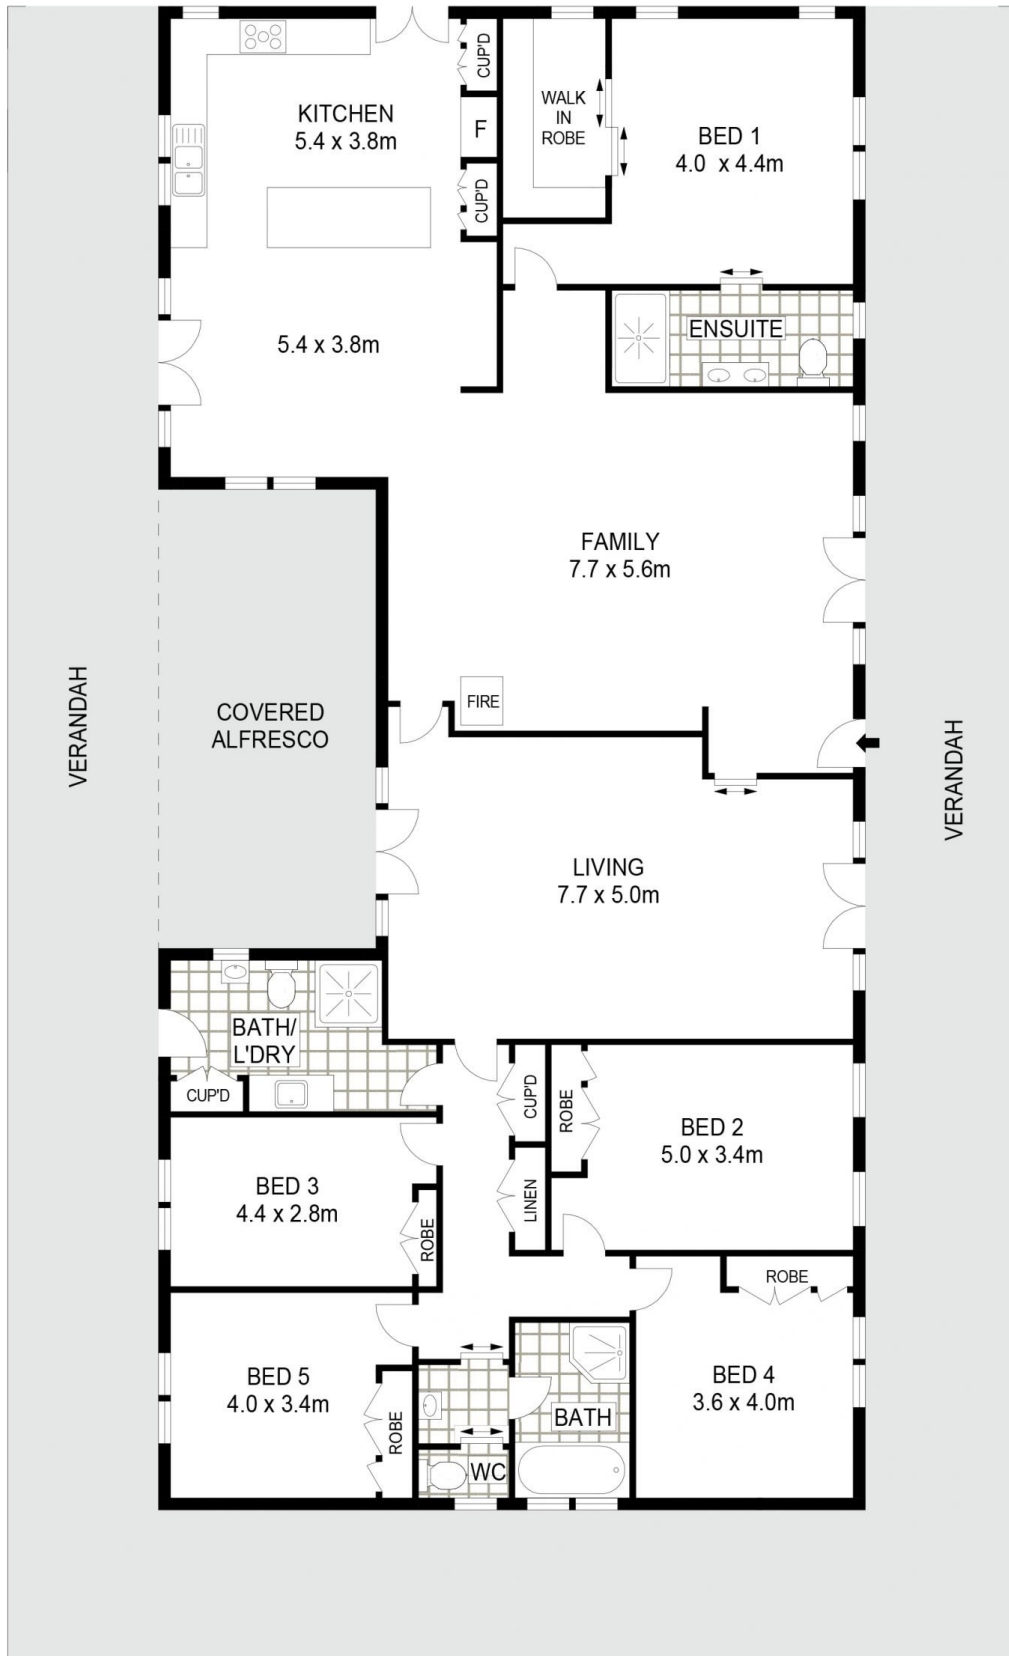 KITCHEN
5.4 x 3.8m
CUP'D
F
CUP'D
WALK
IN
ROBE
BED 1
4.0 x 4.4m
5.4 x 3.8m
ENSUITE
FAMILY
7.7 x 5.6m
FIRE
VERANDAH
COVERED
ALFRESCO
VERANDAH
LIVING
7.7 x 5.0m
BATH/
L'DRY
CUP'D
CUP'D
ROBE
BED 2
5.0 x 3.4m
BED 3
4.4 x 2.8m
ROBE
LINEN
ROBE
BED 5
4.0 x 3.4m
ROBE
BATH
WC
BED 4
3.6 x 4.0m